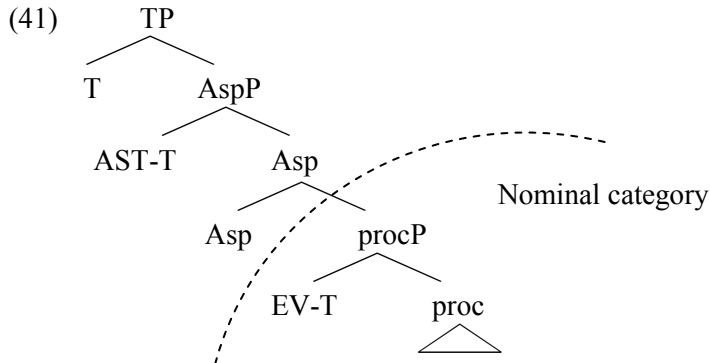 (41) TP
T AspP
AST-T Asp
Nominal category
Asp procP
EV-T proc